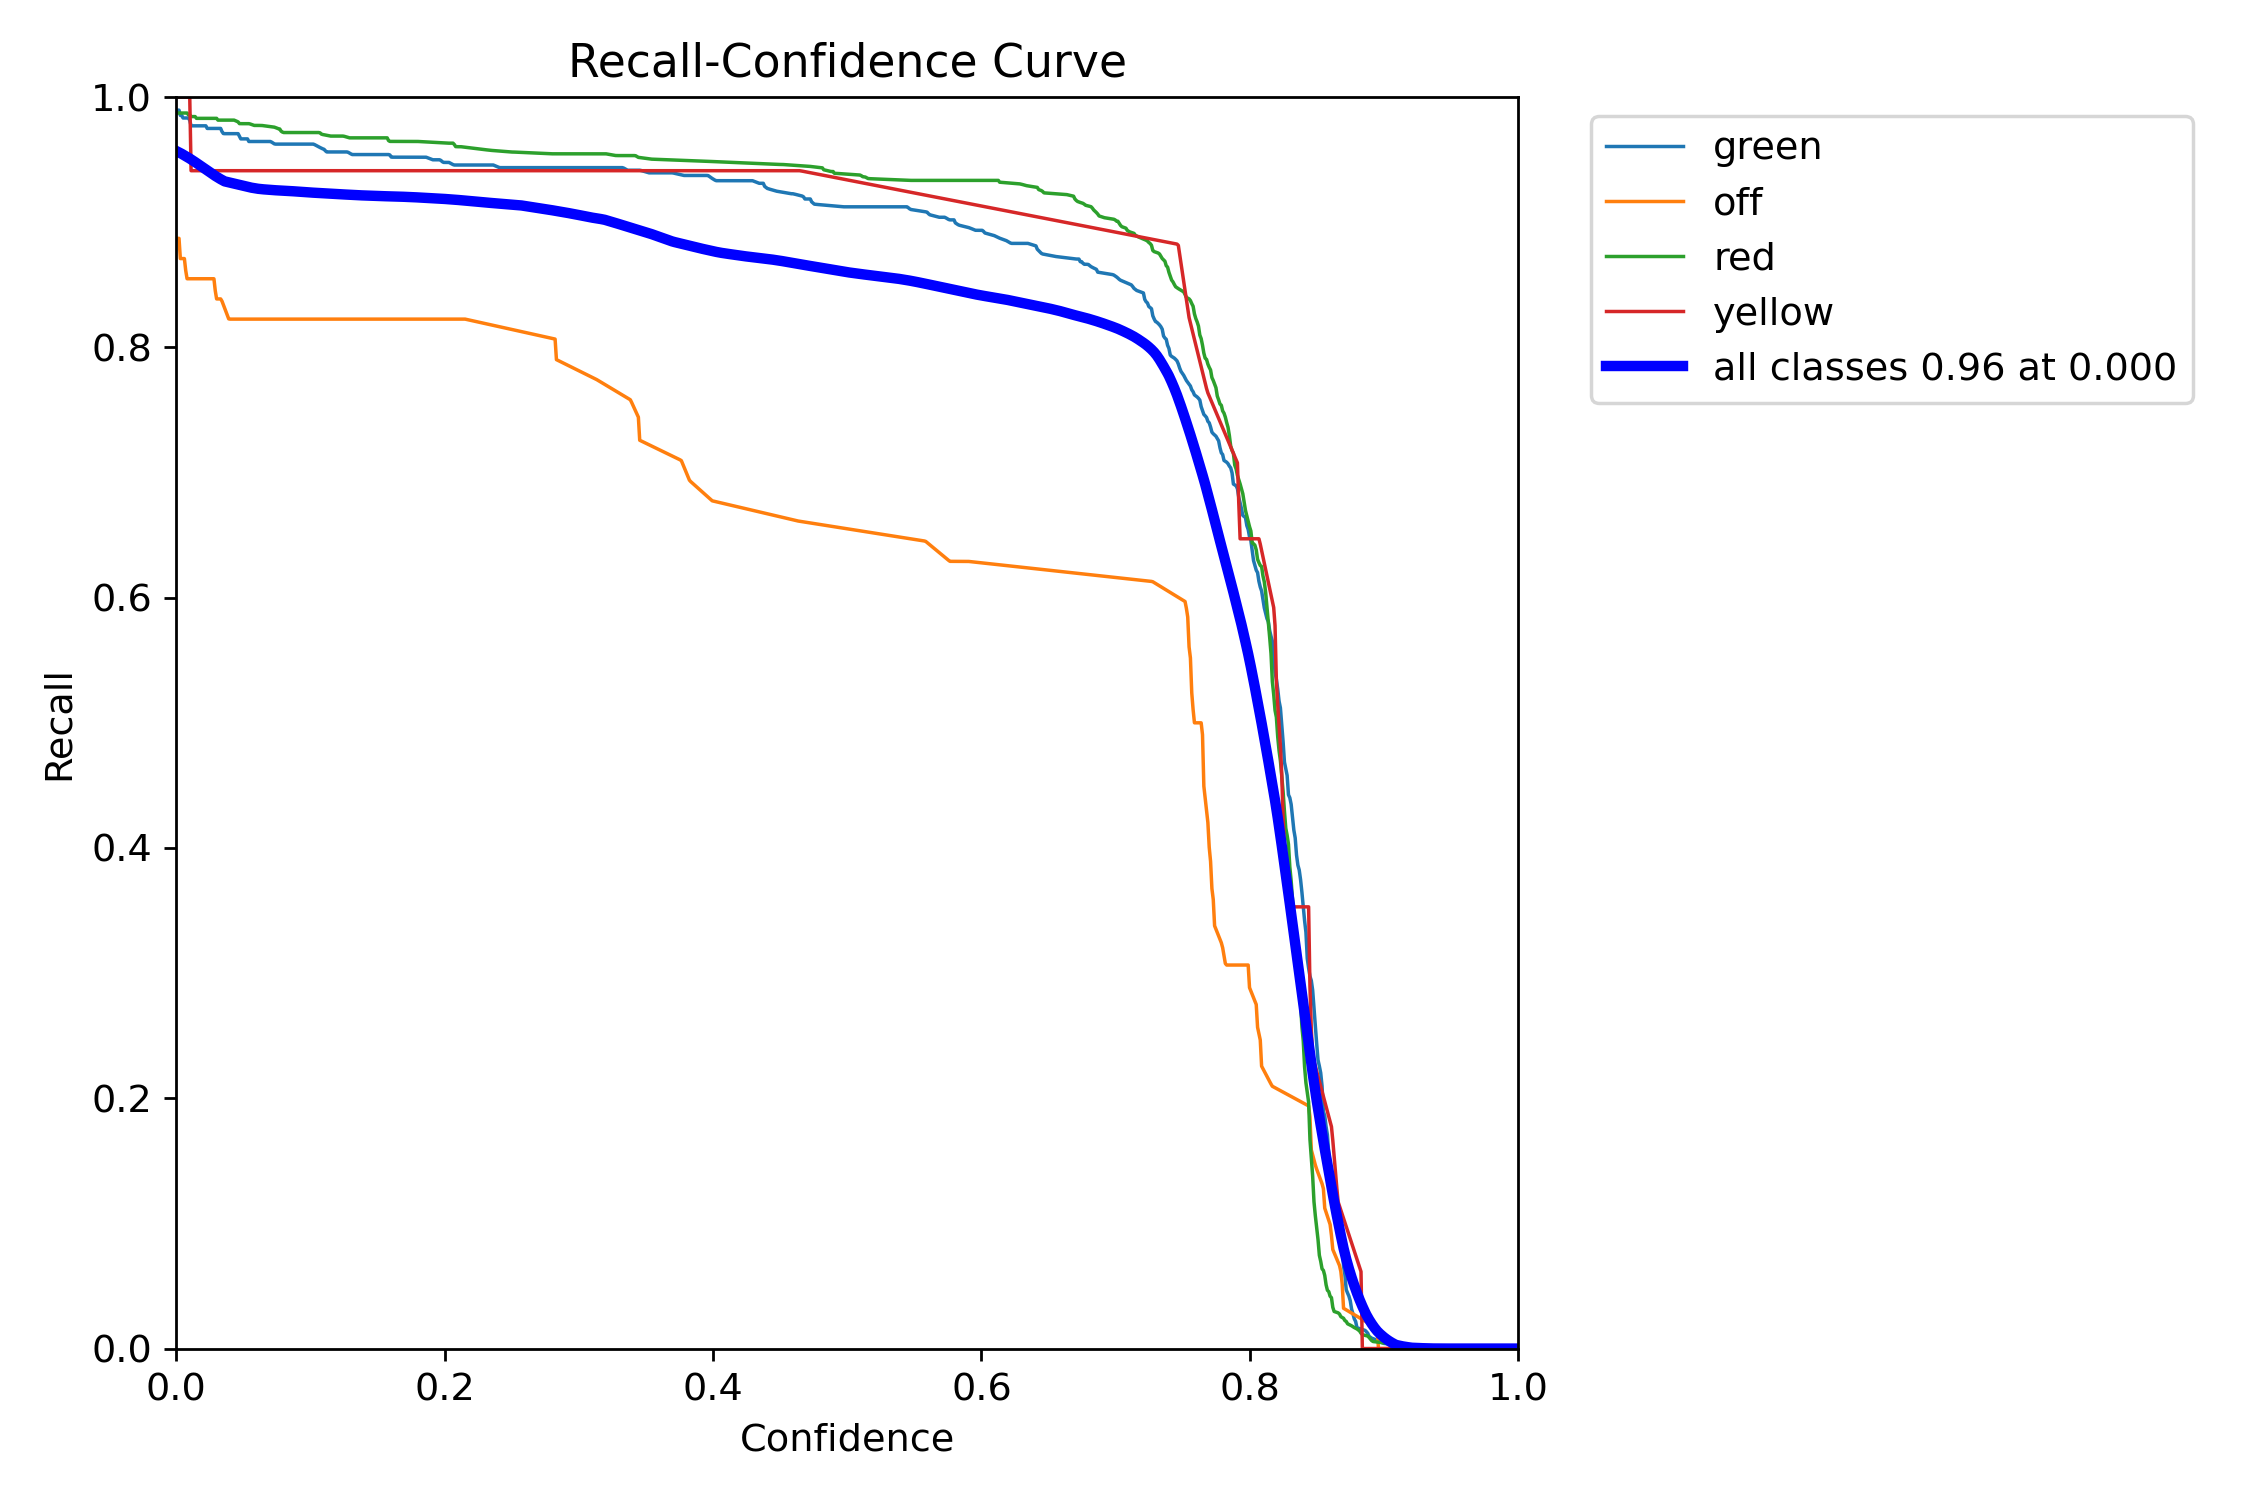 Recall-Confidence Curve
1.0
0.8
0.6
0.4
0.2
0.0
Recall
0.0 0.2 0.4 0.6 0.8 1.0
Confidence
green
off
red
yellow
all classes 0.96 at 0.000